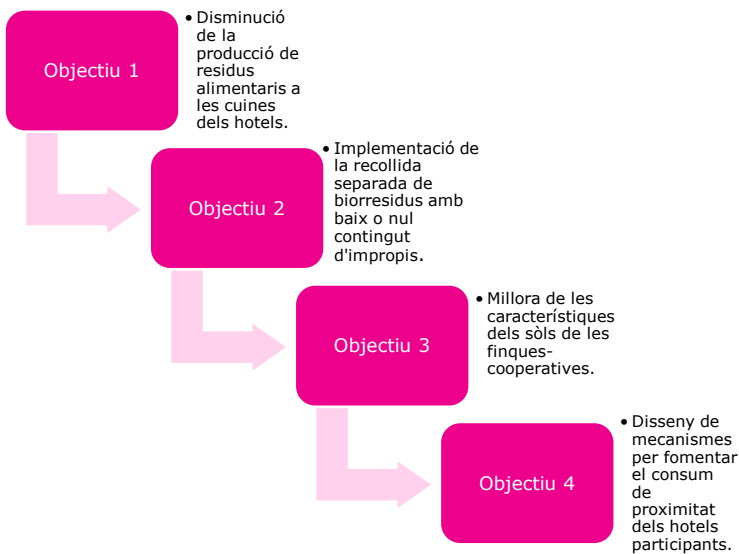 Objectiu 1
• Disminució
de la
producció de
residus
alimentaris a
les cuines
dels hotels.
Objectiu 2
• Implementació de
la recollida
separada de
biorresidus amb
baix o nul
contingut
d'impropis.
Objectiu 3
• Millora de les
característiques
dels sòls de les
finques-
cooperatives.
Objectiu 4
• Disseny de
mecanismes
per fomentar
el consum
de
proximitat
dels hotels
participants.